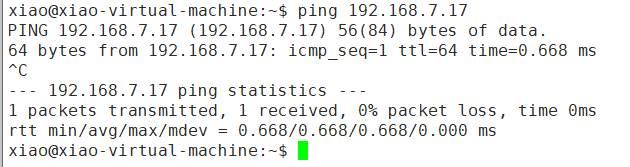 xiao@xiao-virtual-machine:~$ ping 192.168.7.17
PING 192.168.7.17 (192.168.7.17) 56(84) bytes of data.
64 bytes from 192.168.7.17: icmp_seq=1 ttl=64 time=0.668 ms
^C
--- 192.168.7.17 ping statistics ---
1 packets transmitted, 1 received, 0% packet loss, time 0ms
rtt min/avg/max/mdev = 0.668/0.668/0.668/0.000 ms
xiao@xiao-virtual-machine:~$